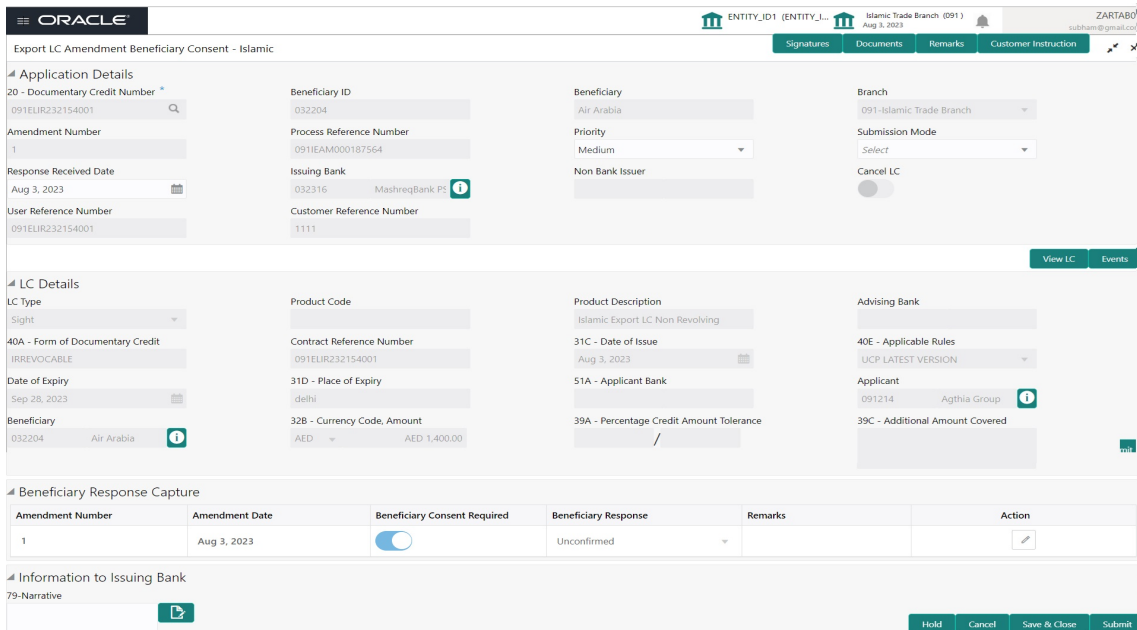 ORACLE
ENTITY_ID1 (ENTITY_I...
Islamic Trade Branch (091 )
Aug 3, 2023
ZARTAB0
subham@gmail.co
Export LC Amendment Beneficiary Consent - Islamic
Signatures Documents Remarks Customer Instruction
Application Details
20 - Documentary Credit Number * Beneficiary ID Beneficiary Branch
091ELIR232154001 032204 Air Arabia 091-Islamic Trade Branch
Amendment Number Process Reference Number Priority Submission Mode
1 091IEAM000187564 Medium Select
Response Received Date Issuing Bank Non Bank Issuer Cancel LC
Aug 3, 2023 032316 MashreqBank PS
User Reference Number Customer Reference Number
091ELIR232154001 1111
View LC Events
LC Details
LC Type Product Code Product Description Advising Bank
Sight Islamic Export LC Non Revolving
40A - Form of Documentary Credit Contract Reference Number 31C - Date of Issue 40E - Applicable Rules
IRREVOCABLE 091ELIR232154001 Aug 3, 2023 UCP LATEST VERSION
Date of Expiry 31D - Place of Expiry 51A - Applicant Bank Applicant
Sep 28, 2023 delhi 091214 Agthia Group
Beneficiary 32B - Currency Code, Amount 39A - Percentage Credit Amount Tolerance 39C - Additional Amount Covered
032204 Air Arabia AED AED 1,400.00 /
mit
Beneficiary Response Capture
Amendment Number Amendment Date Beneficiary Consent Required Beneficiary Response Remarks Action
1 Aug 3, 2023 Unconfirmed
Information to Issuing Bank
79-Narrative
Hold Cancel Save & Close Submit